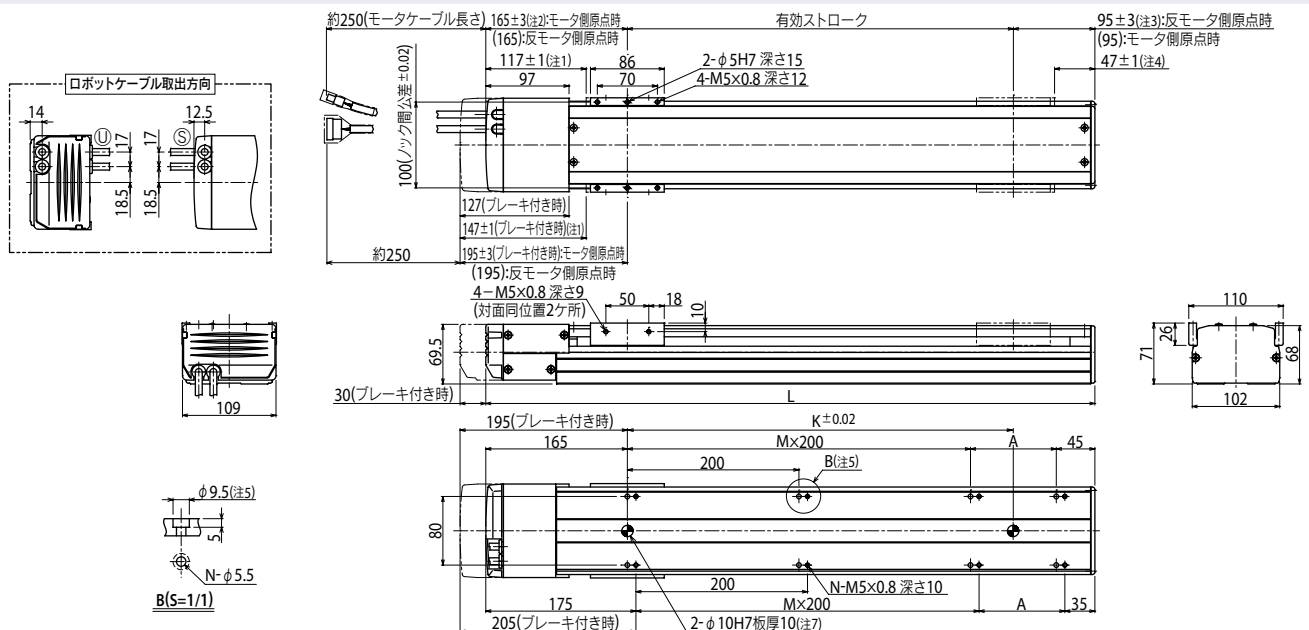 約250(モータケーブル長さ)
165±3(注2):モータ側原点時
(165):反モータ側原点時
有効ストローク
95±3(注3):反モータ側原点時
(95):モータ側原点時
117±1(注1)
86
2-φ5H7 深さ15
47±1(注4)
97
70
4-M5×0.8 深さ12
ロボットケーブル取出方向
14
Ⓤ
17
17
Ⓢ
12.5
18.5
18.5
100(ノック間公差±0.02)
127(ブレーキ付き時)
147±1(ブレーキ付き時)(注1)
約250
195±3(ブレーキ付き時):モータ側原点時
(195):反モータ側原点時
4-M5×0.8 深さ9
(対面同位置2ケ所)
50
18
10
110
69.5
71
26
68
109
30(ブレーキ付き時)
L
102
195(ブレーキ付き時)
K±0.02
165
M×200
A
45
200
B(注5)
φ9.5(注5)
5
80
N-φ5.5
B(S=1/1)
200
N-M5×0.8 深さ10
175
M×200
A
35
205(ブレーキ付き時)
2-φ10H7板厚10(注7)